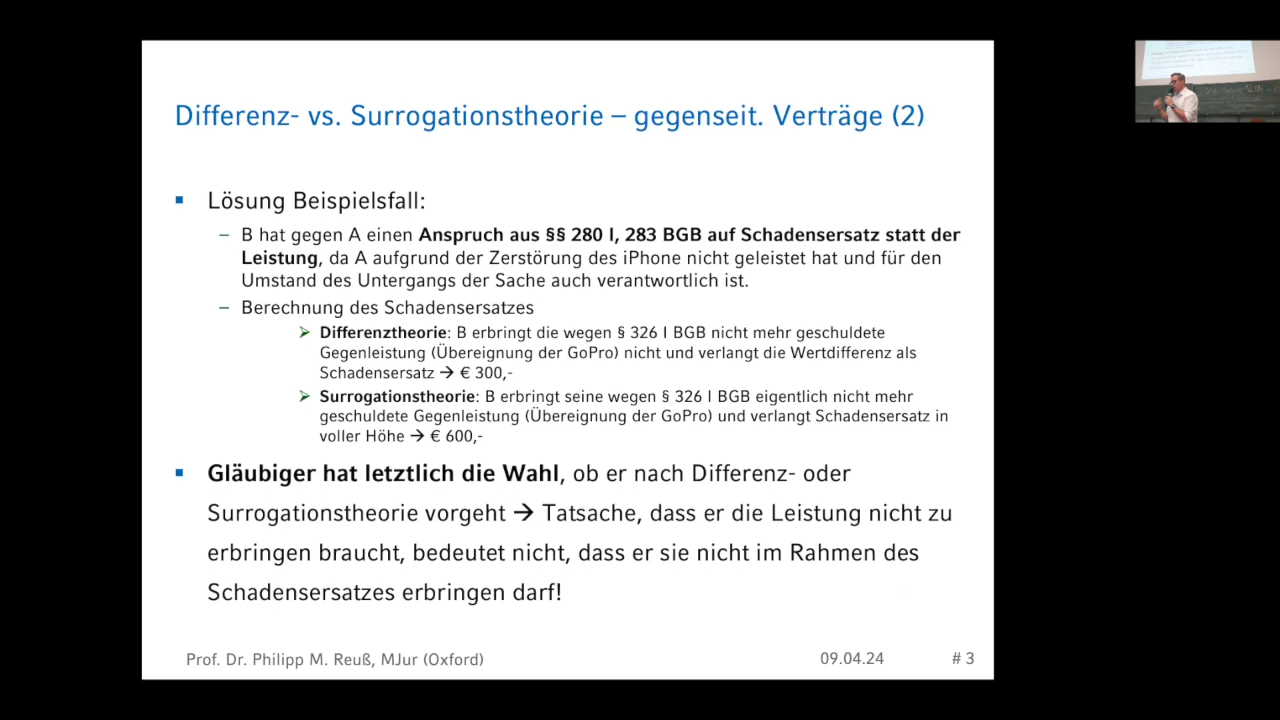 Differenz- vs. Surrogationstheorie – gegenseit. Verträge (2)
▪ Lösung Beispielsfall:
– B hat gegen A einen Anspruch aus §§ 280 I, 283 BGB auf Schadensersatz statt der
Leistung, da A aufgrund der Zerstörung des iPhone nicht geleistet hat und für den
Umstand des Untergangs der Sache auch verantwortlich ist.
– Berechnung des Schadensersatzes
➢ Differenztheorie: B erbringt die wegen § 326 I BGB nicht mehr geschuldete
Gegenleistung (Übereignung der GoPro) nicht und verlangt die Wertdifferenz als
Schadensersatz → € 300,-
➢ Surrogationstheorie: B erbringt seine wegen § 326 I BGB eigentlich nicht mehr
geschuldete Gegenleistung (Übereignung der GoPro) und verlangt Schadensersatz in
voller Höhe → € 600,-
▪ Gläubiger hat letztlich die Wahl, ob er nach Differenz- oder
Surrogationstheorie vorgeht → Tatsache, dass er die Leistung nicht zu
erbringen braucht, bedeutet nicht, dass er sie nicht im Rahmen des
Schadensersatzes erbringen darf!
Prof. Dr. Philipp M. Reuß, MJur (Oxford) 09.04.24 # 3